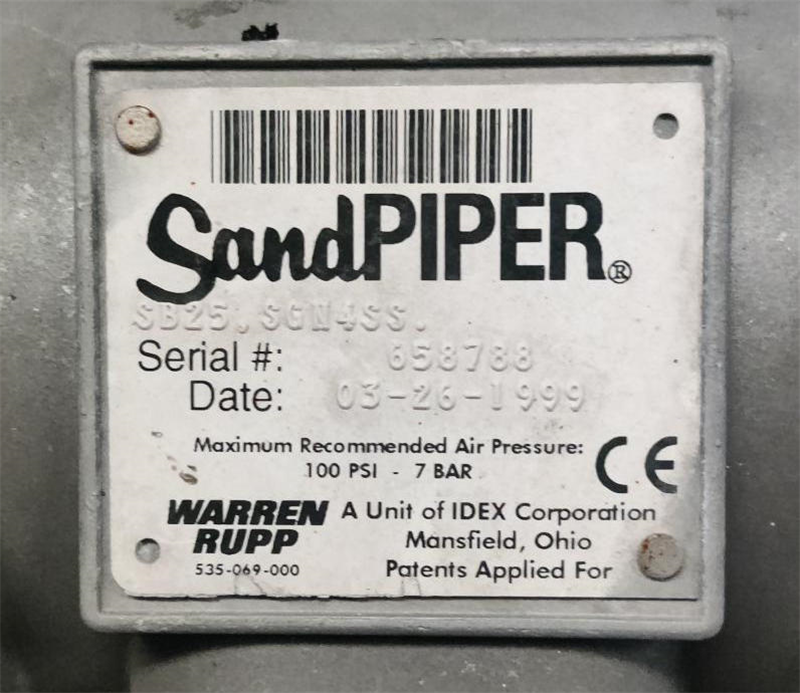 SandPIPER®
SB25, SGN4SS.
Serial #: 658788
Date: 03-26-1999
Maximum Recommended Air Pressure:
100 PSI - 7 BAR
CE
WARREN RUPP
535-069-000
A Unit of IDEX Corporation
Mansfield, Ohio
Patents Applied For